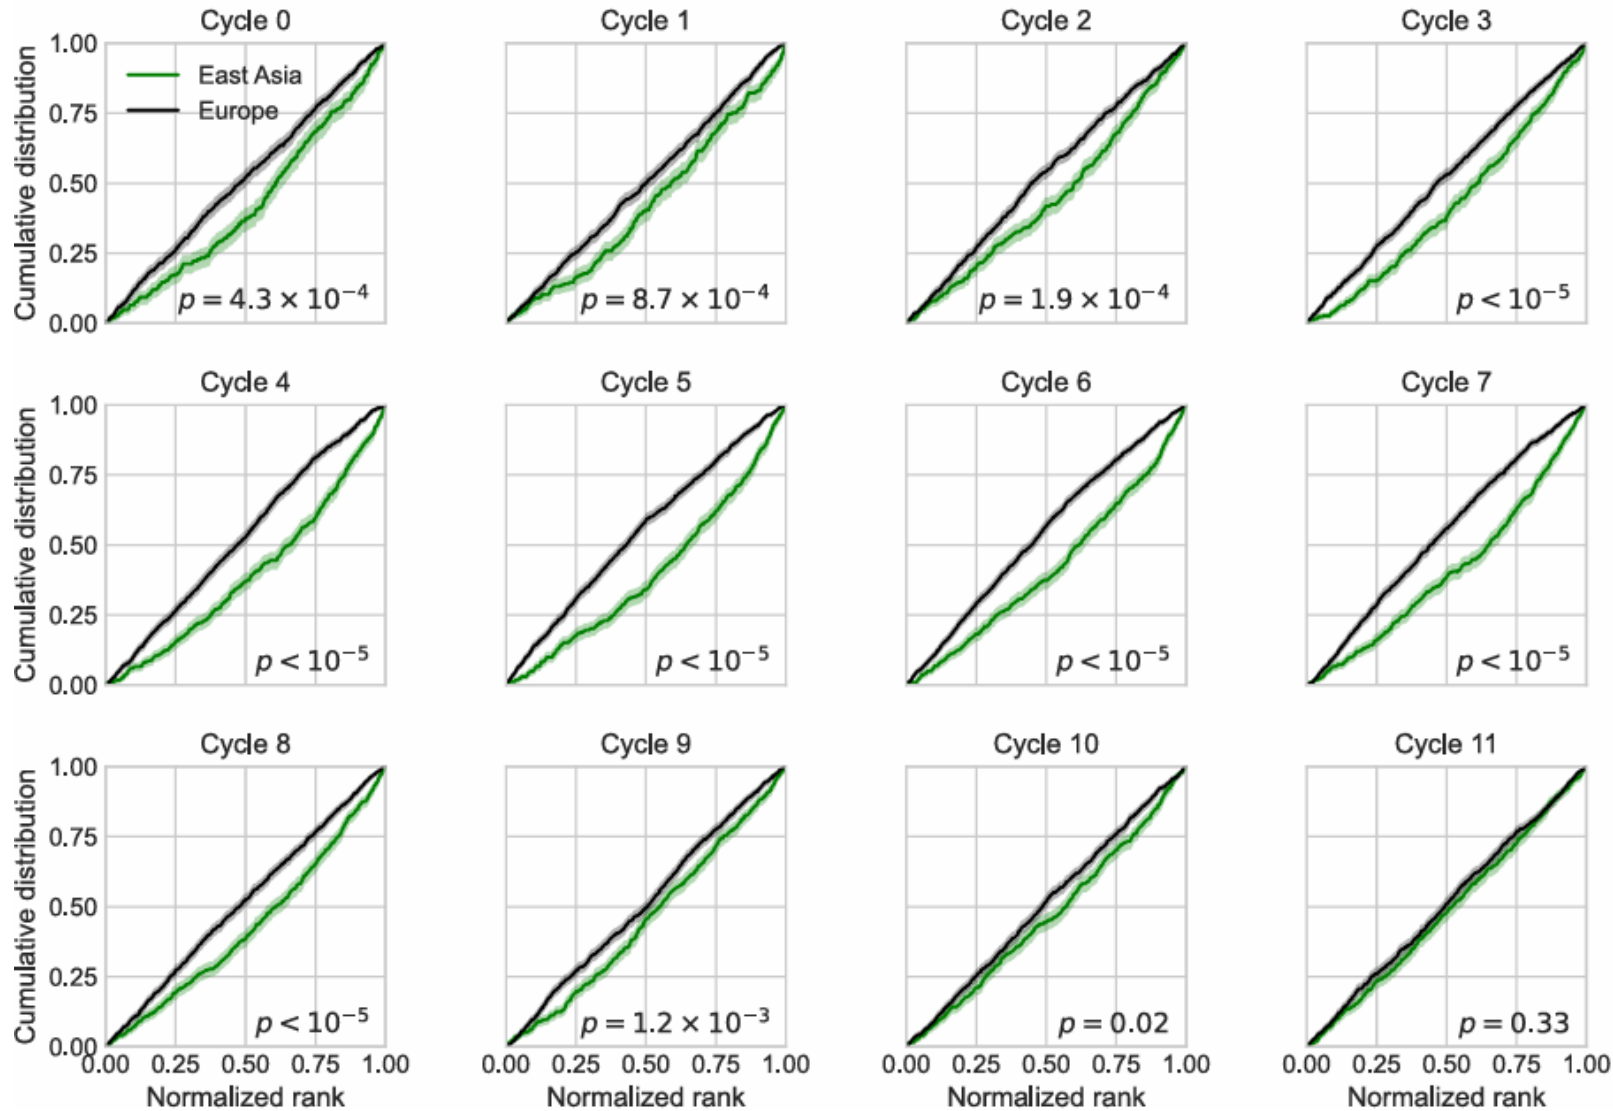 Cycle 0 Cycle 1 Cycle 2 Cycle 3
Cumulative distribution
1.00
0.75
0.50
0.25
0.00
East Asia
Europe
p = 4.3 × 10⁻⁴
p = 8.7 × 10⁻⁴
p = 1.9 × 10⁻⁴
p < 10⁻⁵
Cycle 4 Cycle 5 Cycle 6 Cycle 7
Cumulative distribution
1.00
0.75
0.50
0.25
0.00
p < 10⁻⁵
p < 10⁻⁵
p < 10⁻⁵
p < 10⁻⁵
Cycle 8 Cycle 9 Cycle 10 Cycle 11
Cumulative distribution
1.00
0.75
0.50
0.25
0.00
p < 10⁻⁵
p = 1.2 × 10⁻³
p = 0.02
p = 0.33
0.00 0.25 0.50 0.75 1.00
0.00 0.25 0.50 0.75 1.00
0.00 0.25 0.50 0.75 1.00
0.00 0.25 0.50 0.75 1.00
Normalized rank Normalized rank Normalized rank Normalized rank